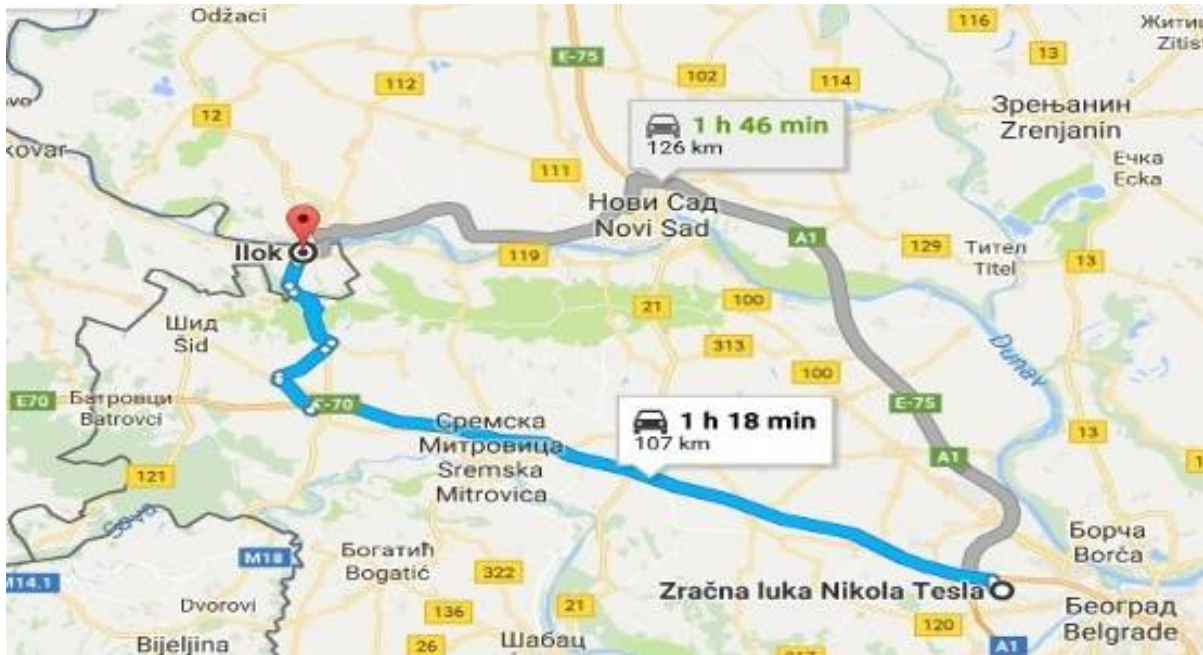 Odžaci
E-75
116
Житиш
Zitist
13
102
114
112
12
Зрењанин
Zrenjanin
1 h 46 min
126 km
kovar
Ечка
Ecka
111
Нови Сад
Novi Sad
A1
129
Тител
Titel
13
Ilok
119
21
100
Шид
Šid
313
100
Dunav
E70
Батровци
Batrovci
E-70
E-75
Сремска
Митровица
Sremska
Mitrovica
1 h 18 min
107 km
13
121
A1
Sava
M18
Богатић
Bogatić
Борча
Borča
M14.1
322
Zračna luka Nikola Tesla
Dvorovi
136
21
120
Београд
Belgrade
Bijeljina
26
Шабац
A1